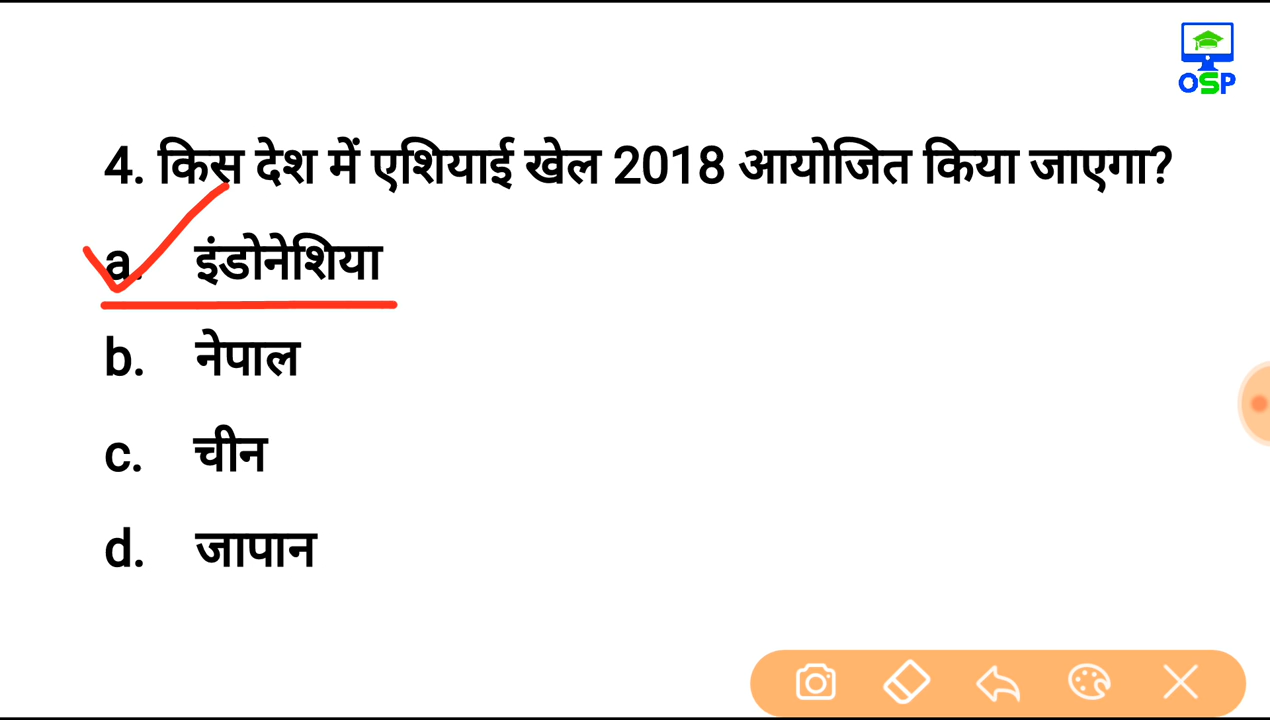 OSP
4. किस देश में एशियाई खेल 2018 आयोजित किया जाएगा?
a. इंडोनेशिया
b. नेपाल
c. चीन
d. जापान